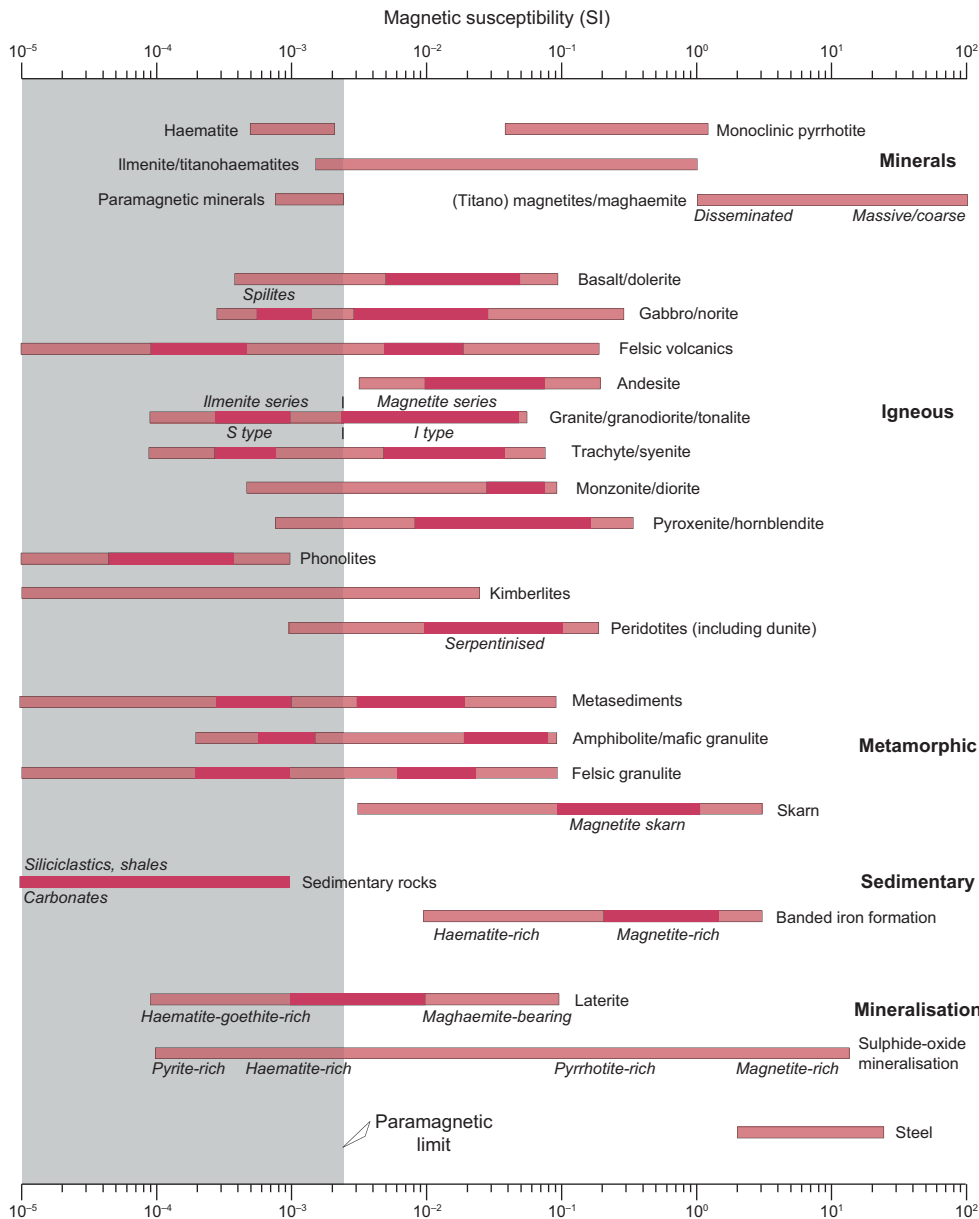 Magnetic susceptibility (SI)
10⁻⁵ 10⁻⁴ 10⁻³ 10⁻² 10⁻¹ 10⁰ 10¹ 10²
Haematite
Monoclinic pyrrhotite
Ilmenite/titanohaematites
Minerals
Paramagnetic minerals
(Titano) magnetites/maghaemite
Disseminated
Massive/coarse
Basalt/dolerite
Spilites
Gabbro/norite
Felsic volcanics
Andesite
Ilmenite series
Magnetite series
Granite/granodiorite/tonalite
Igneous
S type
I type
Trachyte/syenite
Monzonite/diorite
Pyroxenite/hornblendite
Phonolites
Kimberlites
Peridotites (including dunite)
Serpentinised
Metasediments
Amphibolite/mafic granulite
Metamorphic
Felsic granulite
Skarn
Magnetite skarn
Siliciclastics, shales
Sedimentary rocks
Sedimentary
Carbonates
Banded iron formation
Haematite-rich
Magnetite-rich
Laterite
Mineralisation
Haematite-goethite-rich
Maghaemite-bearing
Sulphide-oxide
mineralisation
Pyrite-rich
Haematite-rich
Pyrrhotite-rich
Magnetite-rich
Paramagnetic
limit
Steel
10⁻⁵ 10⁻⁴ 10⁻³ 10⁻² 10⁻¹ 10⁰ 10¹ 10²